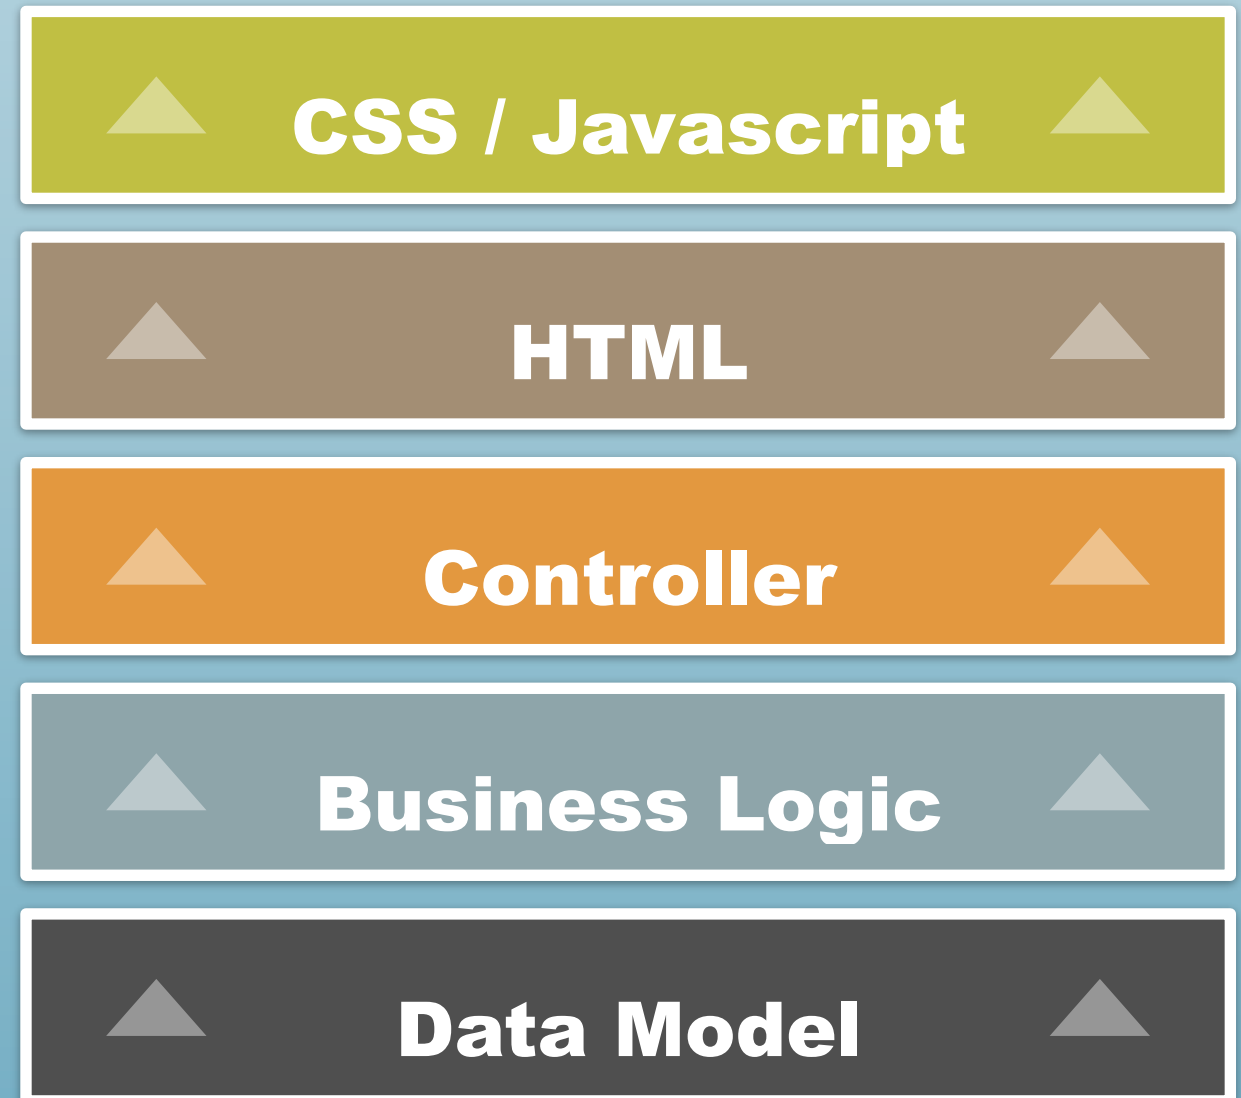 CSS / Javascript
HTML
Controller
Business Logic
Data Model